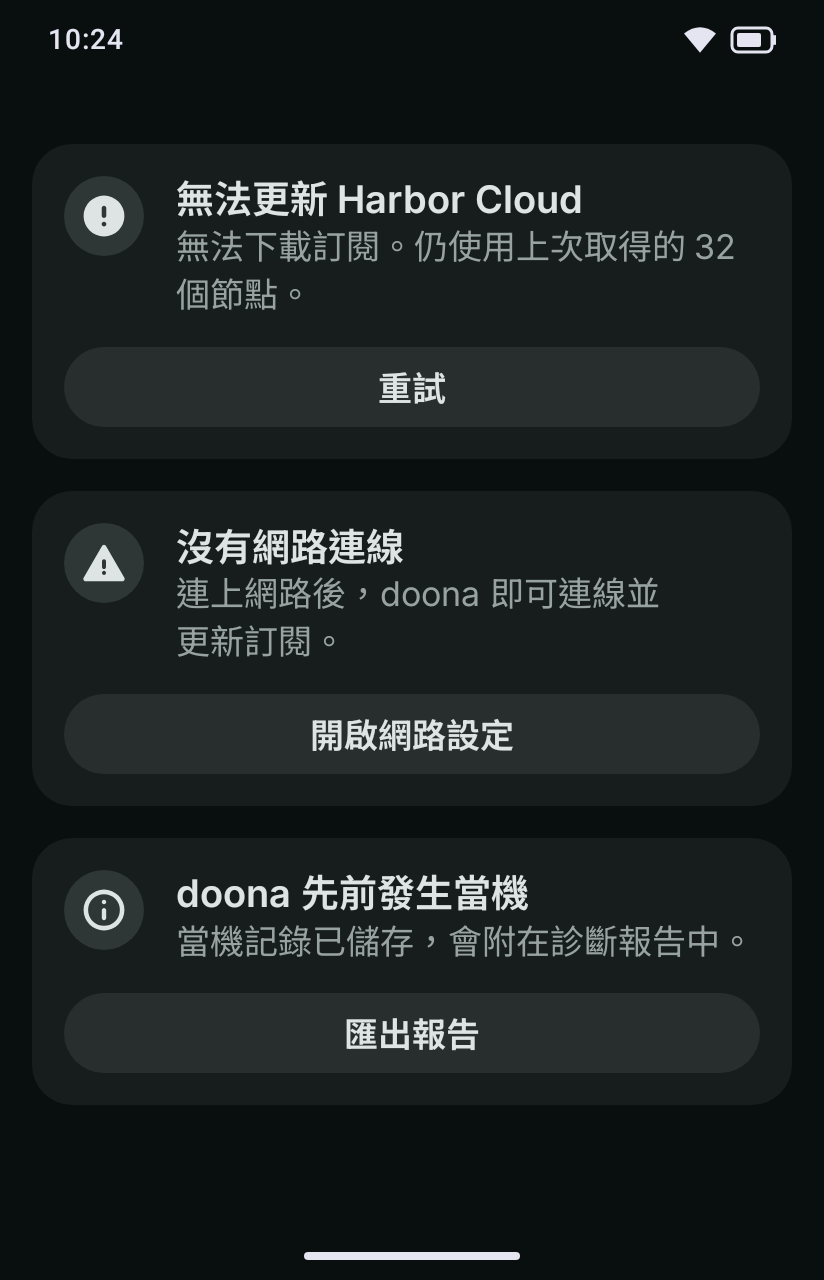 10:24
無法更新 Harbor Cloud
無法下載訂閱。仍使用上次取得的 32
個節點。
重試
沒有網路連線
連上網路後，doona 即可連線並
更新訂閱。
開啟網路設定
doona 先前發生當機
當機記錄已儲存，會附在診斷報告中。
匯出報告